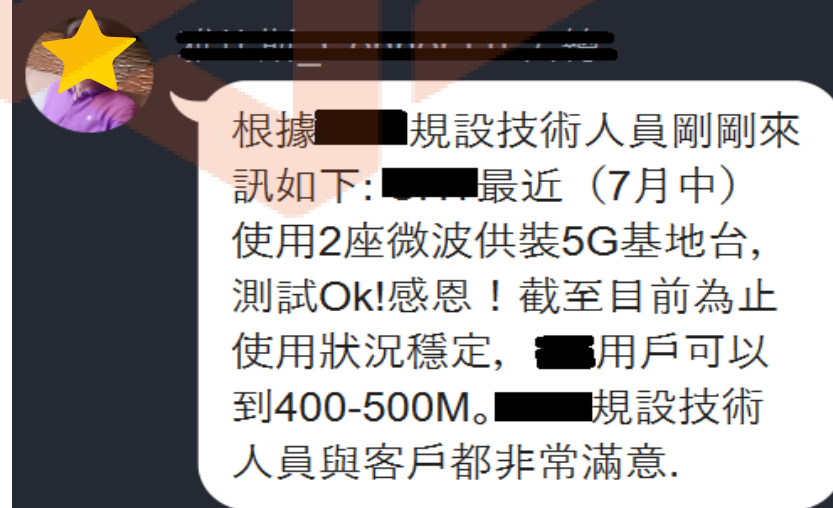 根據 規設技術人員剛剛來
訊如下: 最近（7月中）
使用2座微波供裝5G基地台,
測試Ok!感恩！截至目前為止
使用狀況穩定, 用戶可以
到400-500M。 規設技術
人員與客戶都非常滿意.